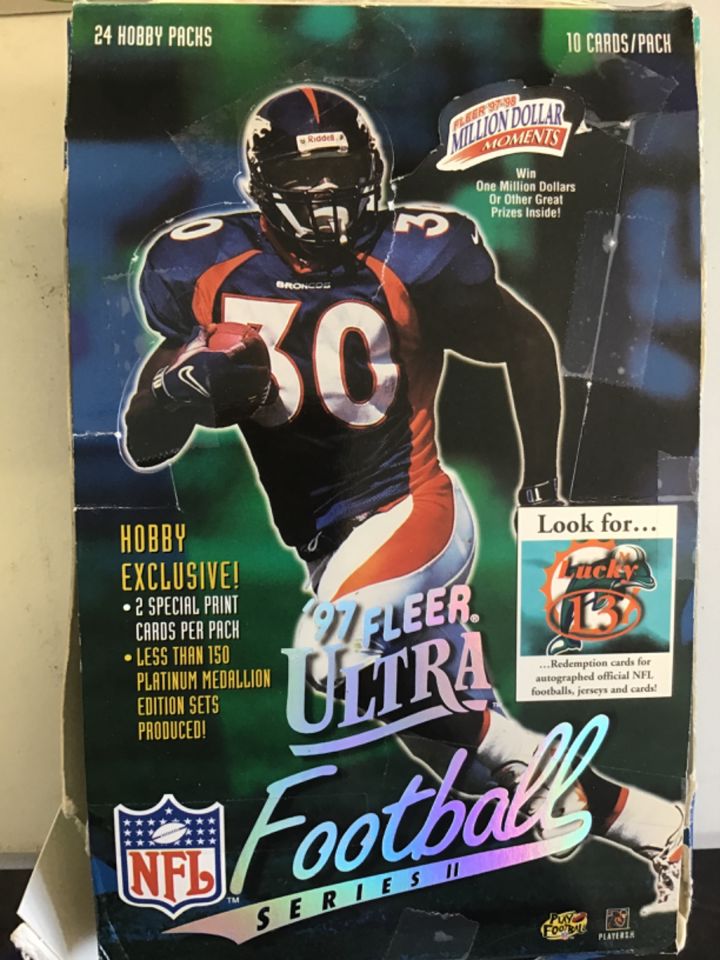 24 HOBBY PACKS
10 CARDS/PACK
FLEER '97-98
MILLION DOLLAR
MOMENTS
Win
One Million Dollars
Or Other Great
Prizes Inside!
Riddell
30
30
BRONCOS
30
HOBBY
EXCLUSIVE!
• 2 SPECIAL PRINT
CARDS PER PACK
• LESS THAN 150
PLATINUM MEDALLION
EDITION SETS
PRODUCED!
Look for...
Lucky
13
...Redemption cards for
autographed official NFL
footballs, jerseys and cards!
'97 FLEER®
ULTRA™
Football
SERIES II
NFL™
PLAY
FOOTBALL
PLAYERS